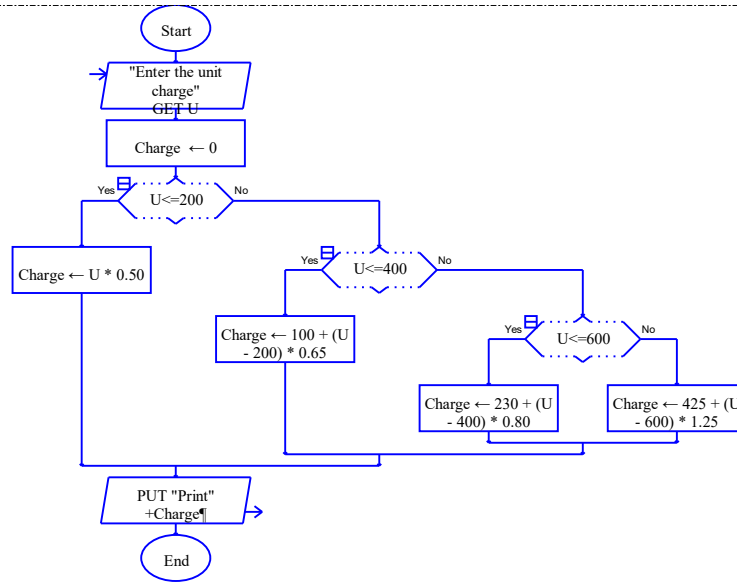 Start
"Enter the unit
charge"
GET U
Charge ← 0
Yes
U<=200
No
Charge ← U * 0.50
Yes
U<=400
No
Charge ← 100 + (U
- 200) * 0.65
Yes
U<=600
No
Charge ← 230 + (U
- 400) * 0.80
Charge ← 425 + (U
- 600) * 1.25
PUT "Print"
+Charge¶
End